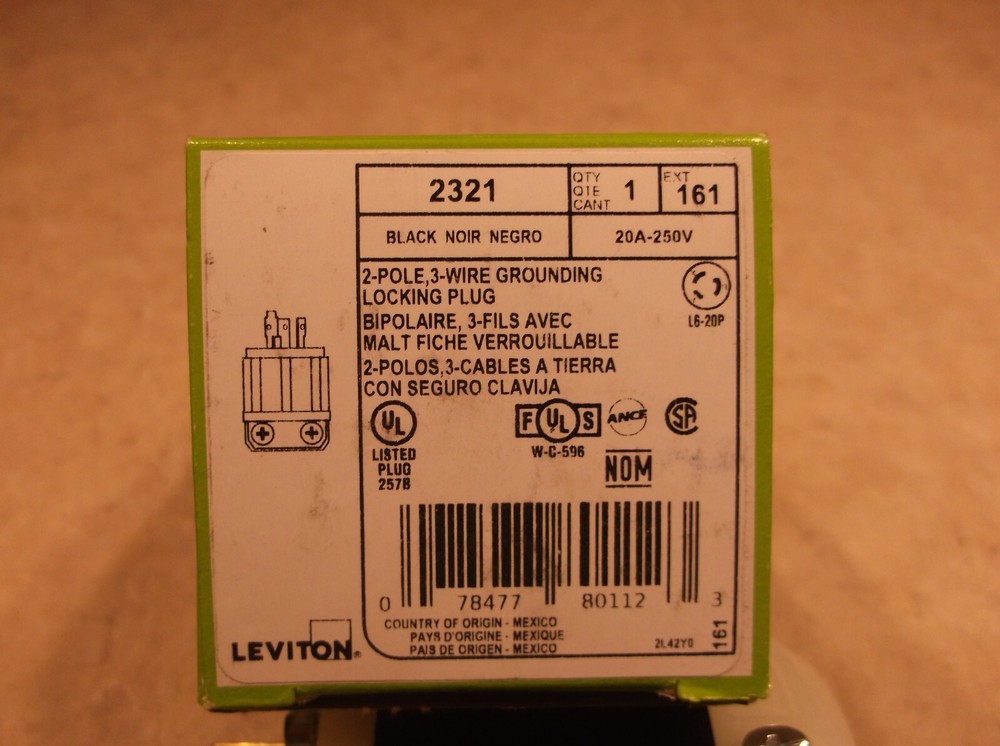 2321
QTY
QTE
CANT
1
EXT
161
BLACK NOIR NEGRO
20A-250V
2-POLE,3-WIRE GROUNDING
LOCKING PLUG
BIPOLAIRE, 3-FILS AVEC
MALT FICHE VERROUILLABLE
2-POLOS,3-CABLES A TIERRA
CON SEGURO CLAVIJA
L6-20P
UL
LISTED
PLUG
257B
F UL S
W-C-596
ANCE
SA
NOM
0 78477 80112 3
COUNTRY OF ORIGIN - MEXICO
PAYS D'ORIGINE - MEXIQUE
PAIS DE ORIGEN - MEXICO
2L42Y0
161
LEVITON®